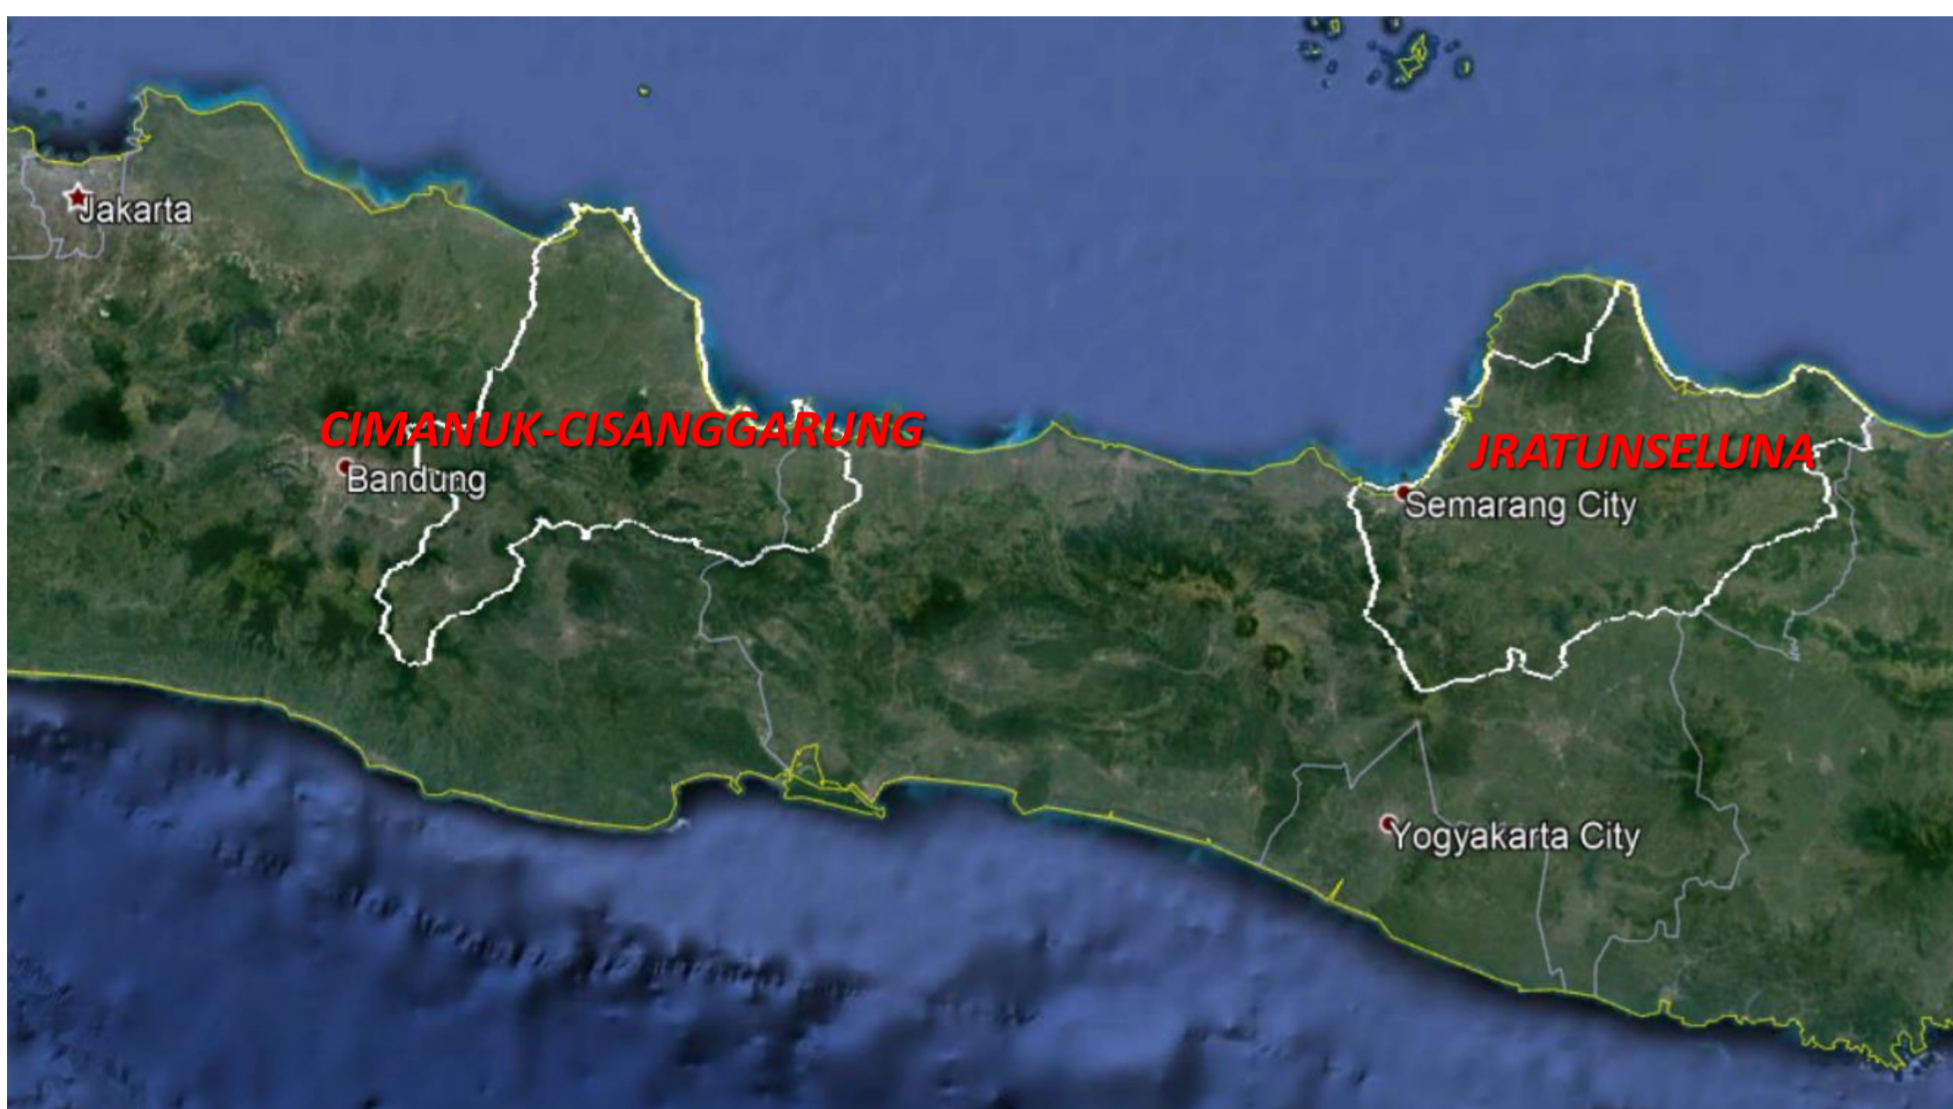 Jakarta
CIMANUK-CISANGGARUNG
JRATUNSELUNA
Bandung
Semarang City
Yogyakarta City